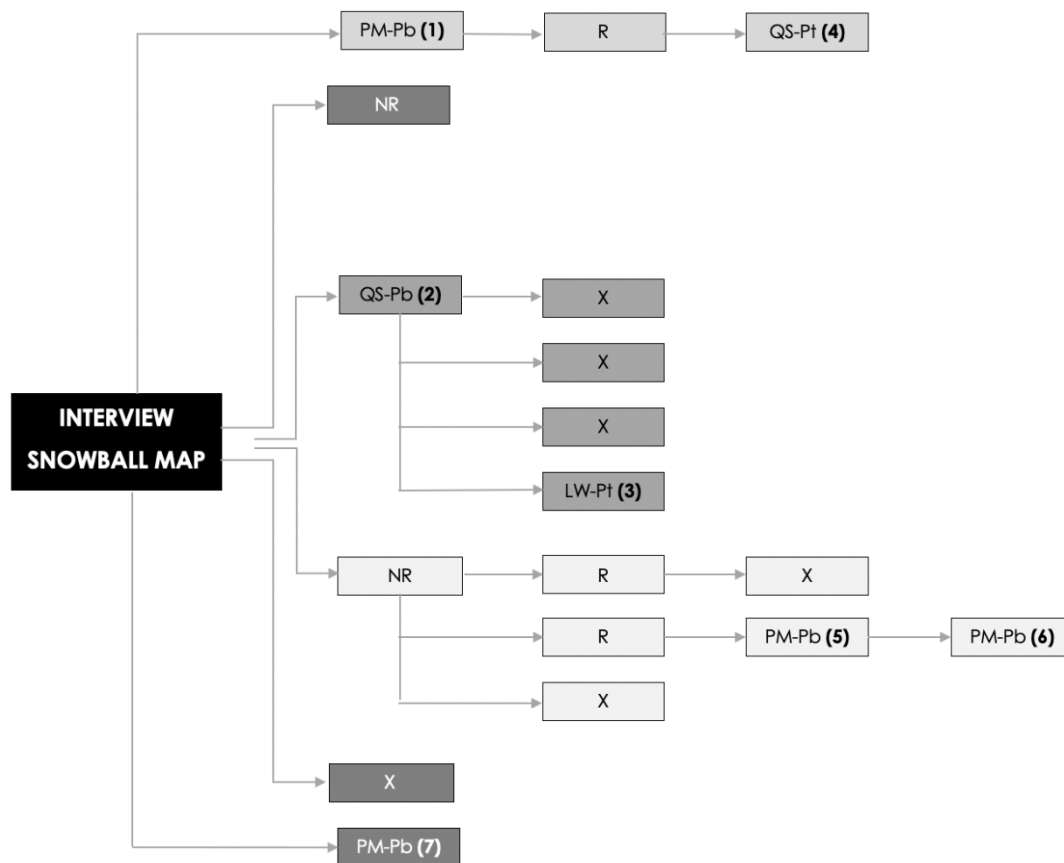 PM-Pb (1)
R
QS-Pt (4)
NR
QS-Pb (2)
X
X
X
LW-Pt (3)
INTERVIEW
SNOWBALL MAP
NR
R
X
R
PM-Pb (5)
PM-Pb (6)
X
X
PM-Pb (7)